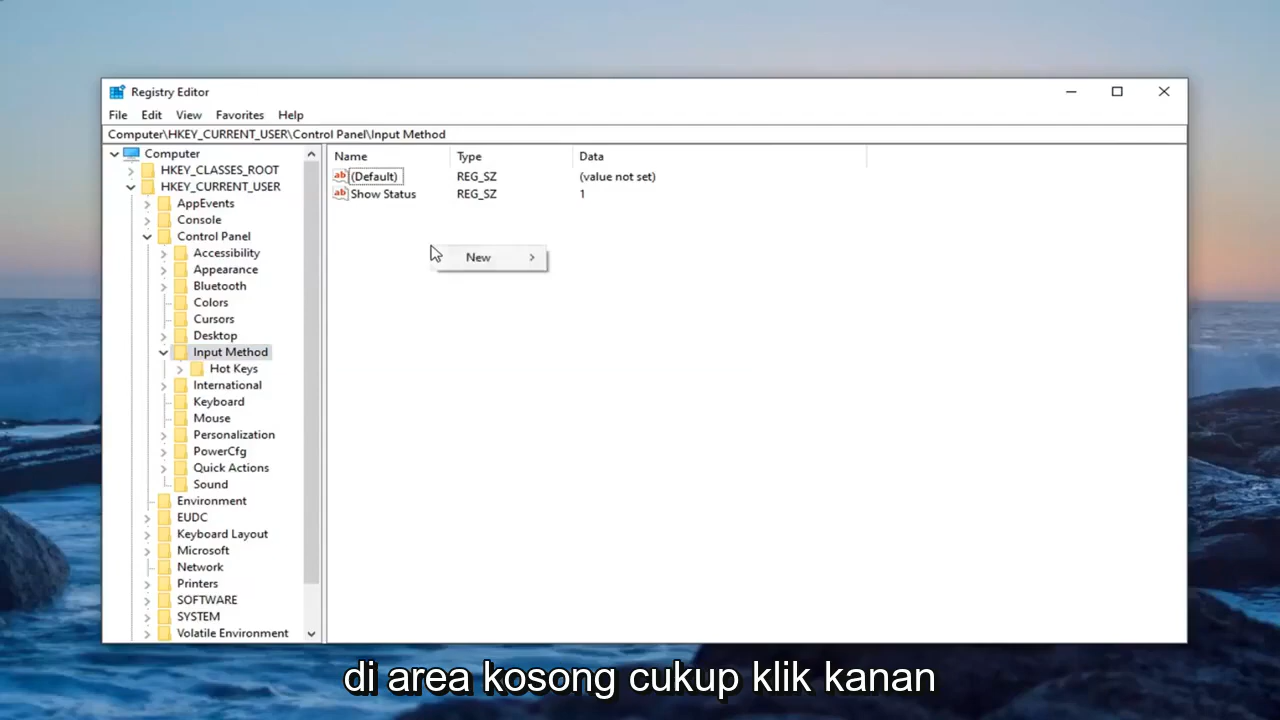 Registry Editor
File Edit View Favorites Help
Computer\HKEY_CURRENT_USER\Control Panel\Input Method
Computer
HKEY_CLASSES_ROOT
HKEY_CURRENT_USER
AppEvents
Console
Control Panel
Accessibility
Appearance
Bluetooth
Colors
Cursors
Desktop
Input Method
Hot Keys
International
Keyboard
Mouse
Personalization
PowerCfg
Quick Actions
Sound
Environment
EUDC
Keyboard Layout
Microsoft
Network
Printers
SOFTWARE
SYSTEM
Volatile Environment
Name Type Data
ab (Default) REG_SZ (value not set)
ab Show Status REG_SZ 1
New
di area kosong cukup klik kanan